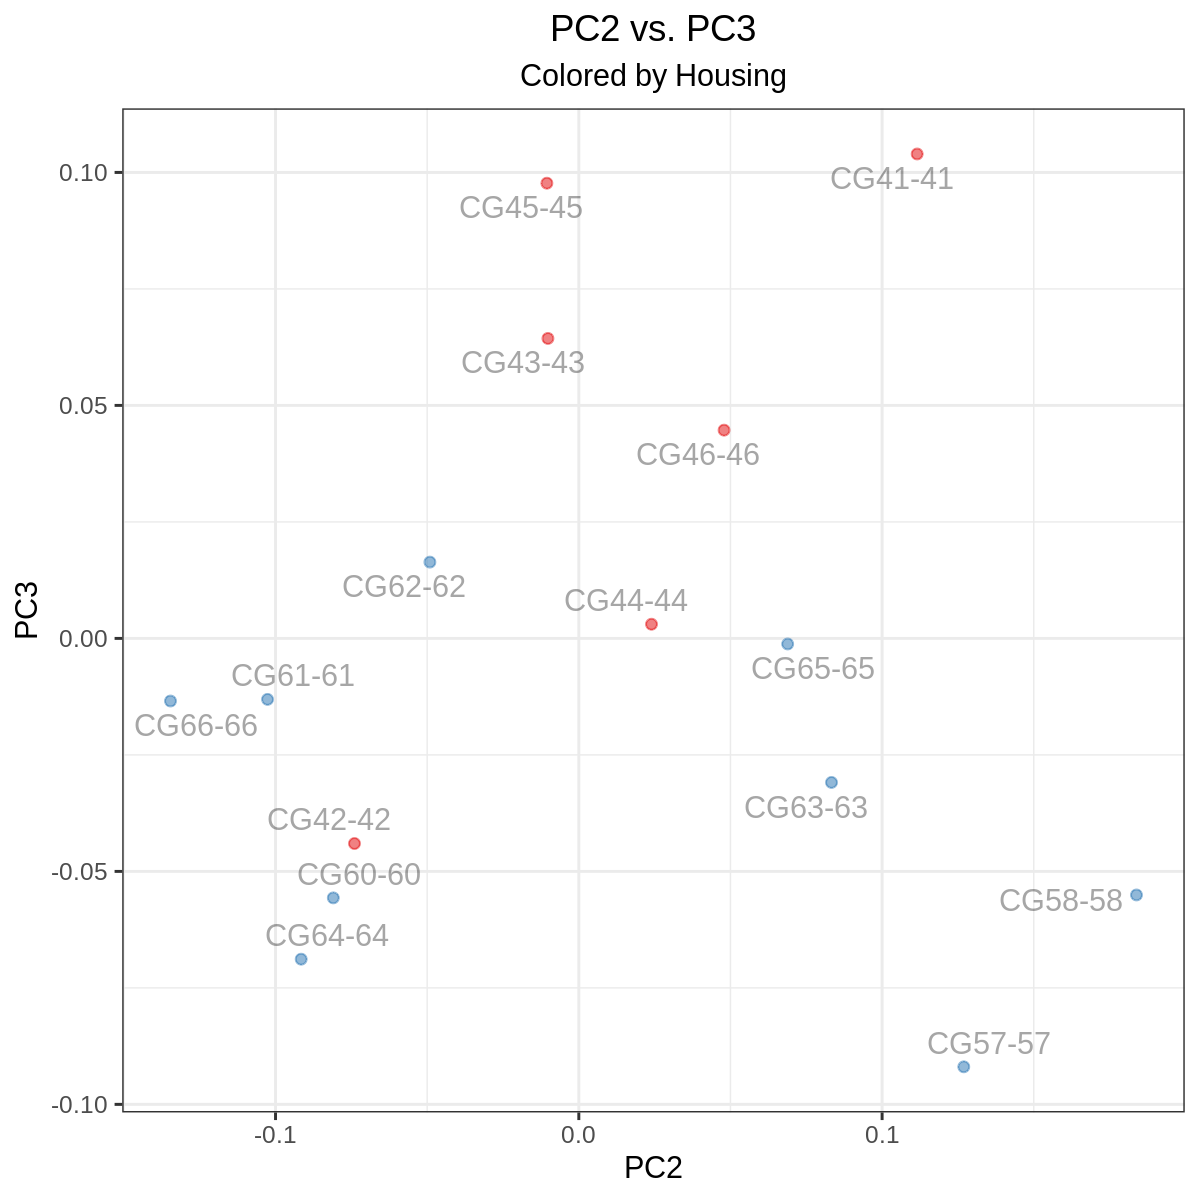 PC2 vs. PC3
Colored by Housing
0.10
CG45-45
CG41-41
CG43-43
0.05
CG46-46
CG62-62
CG44-44
PC3
0.00
CG65-65
CG61-61
CG66-66
CG63-63
CG42-42
-0.05
CG60-60
CG58-58
CG64-64
CG57-57
-0.10
-0.1
0.0
0.1
PC2